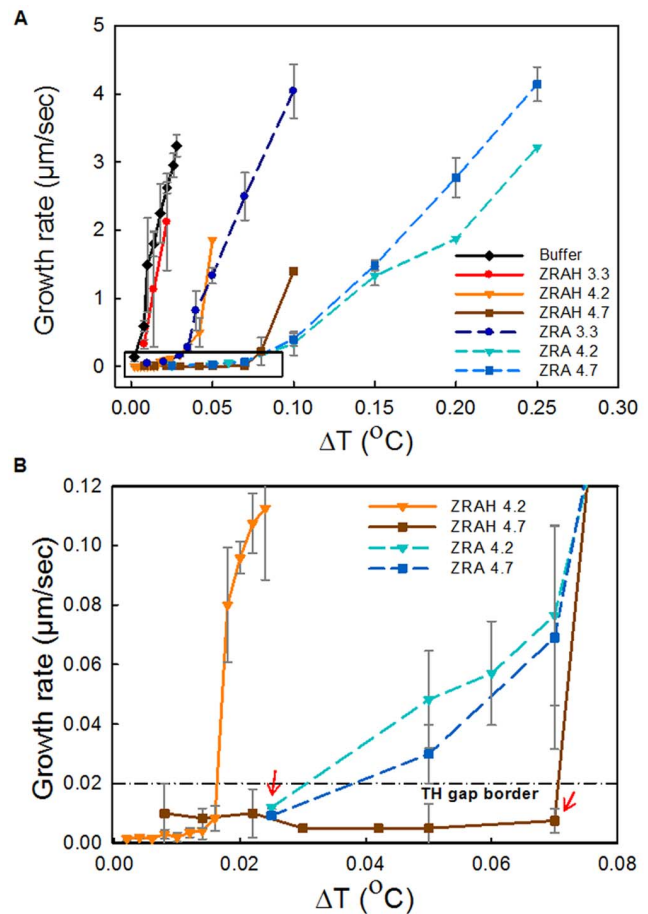 A
5
4
3
2
1
0
Growth rate (µm/sec)
Buffer
ZRAH 3.3
ZRAH 4.2
ZRAH 4.7
ZRA 3.3
ZRA 4.2
ZRA 4.7
0.00 0.05 0.10 0.15 0.20 0.25 0.30
ΔT (°C)
B
0.12
0.10
0.08
0.06
0.04
0.02
0.00
Growth rate (µm/sec)
ZRAH 4.2
ZRAH 4.7
ZRA 4.2
ZRA 4.7
TH gap border
0.00 0.02 0.04 0.06 0.08
ΔT (°C)